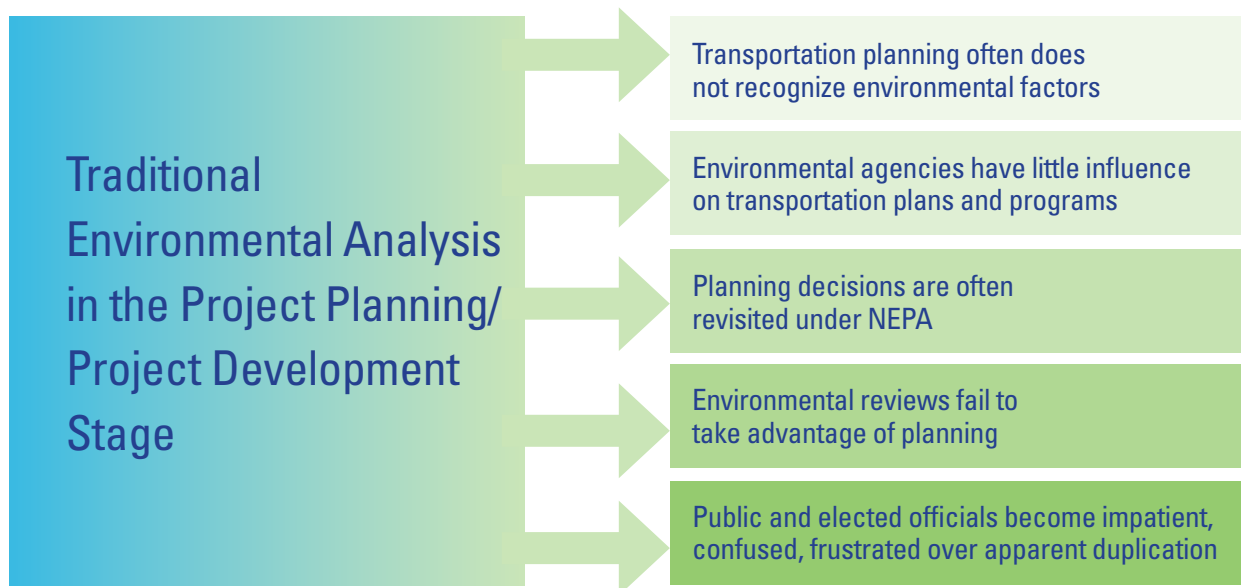 Traditional
Environmental Analysis
in the Project Planning/
Project Development
Stage
Transportation planning often does
not recognize environmental factors
Environmental agencies have little influence
on transportation plans and programs
Planning decisions are often
revisited under NEPA
Environmental reviews fail to
take advantage of planning
Public and elected officials become impatient,
confused, frustrated over apparent duplication